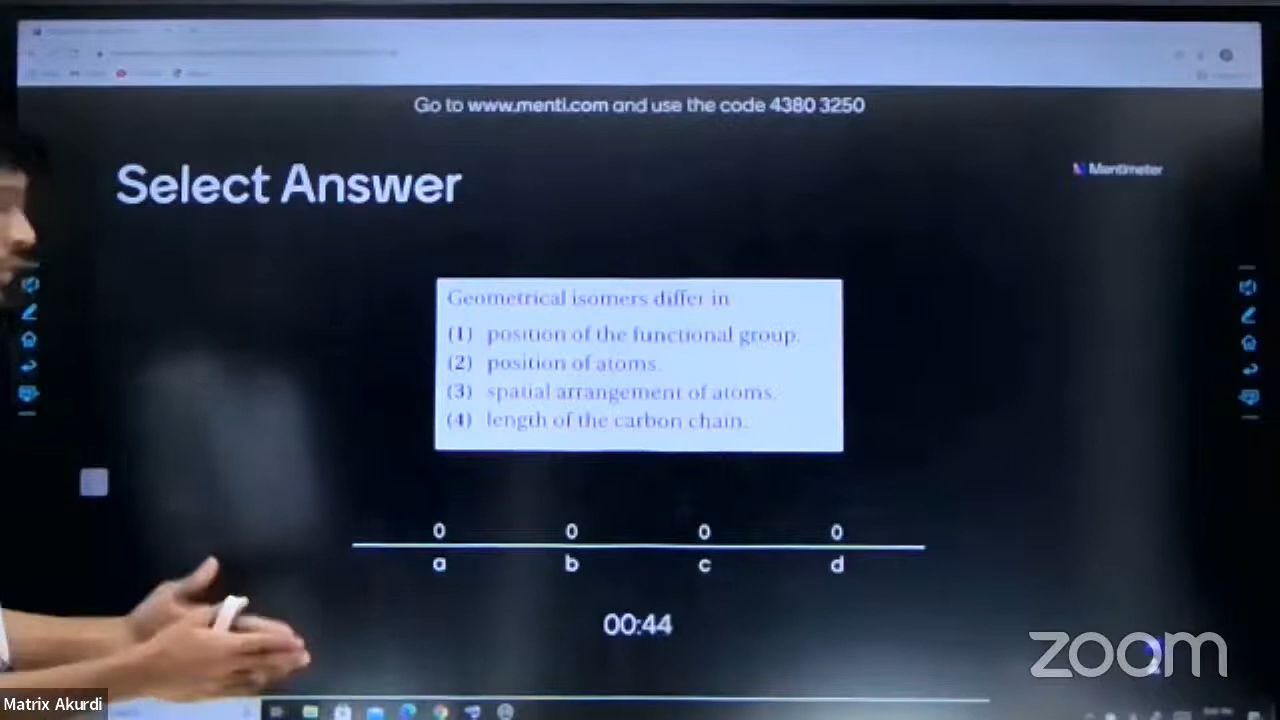 Go to www.menti.com and use the code 4380 3250
Select Answer
Mentimeter
Geometrical isomers differ in
(1) position of the functional group.
(2) position of atoms.
(3) spatial arrangement of atoms.
(4) length of the carbon chain.
0 0 0 0
a b c d
00:44
zoom
Matrix Akurdi